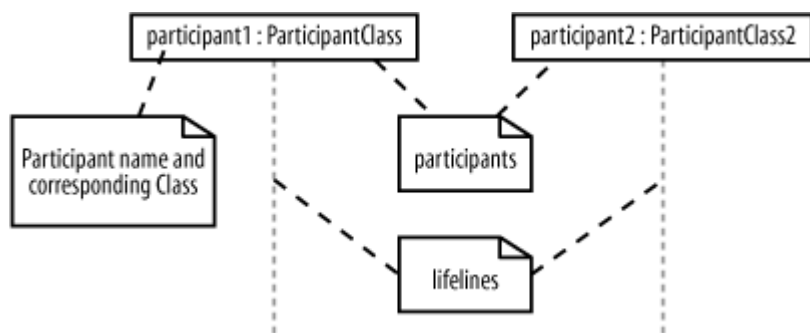 participant1 : ParticipantClass
participant2 : ParticipantClass2
Participant name and
corresponding Class
participants
lifelines